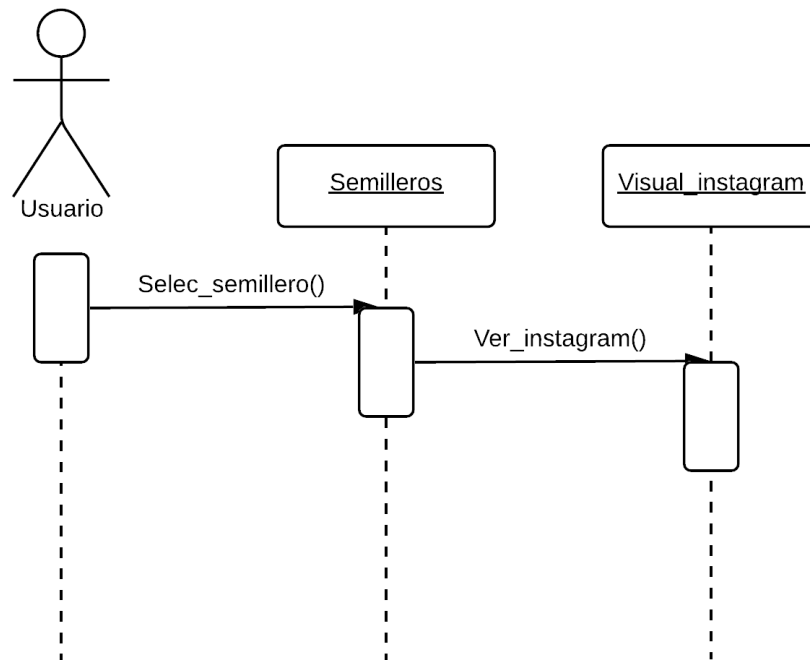 Usuario
Semilleros
Visual_instagram
Selec_semillero()
Ver_instagram()